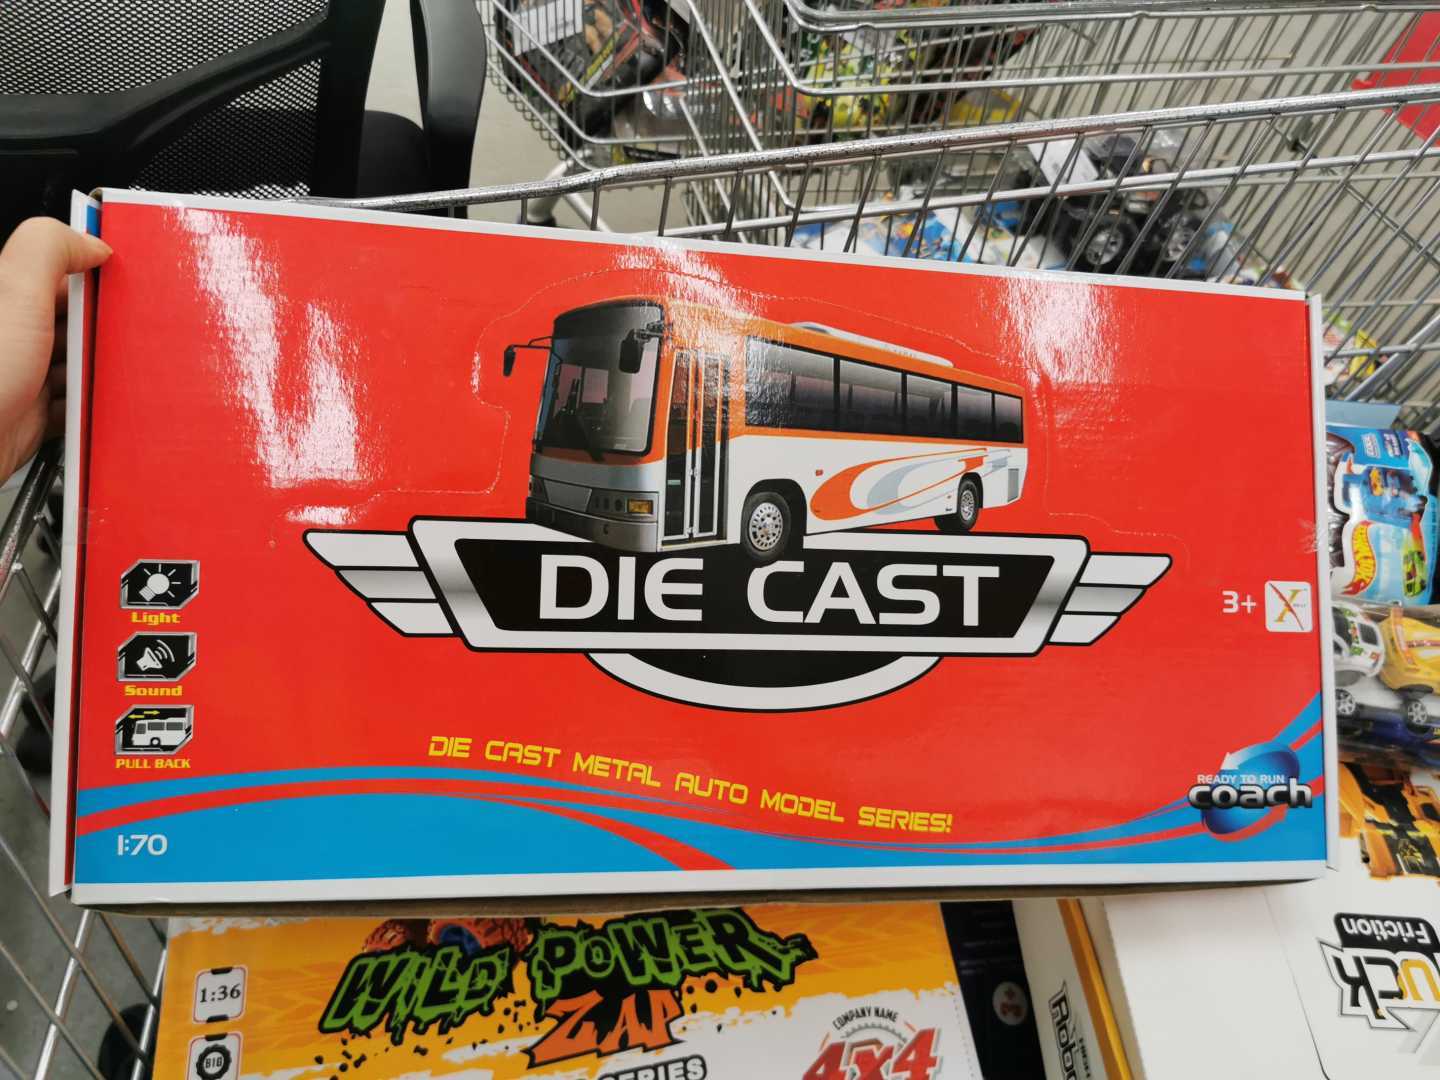 DIE CAST
3+
Light
Sound
PULL BACK
DIE CAST METAL AUTO MODEL SERIES!
READY TO RUN
coach
1:70
WILD POWER
ZAP
1:36
BIG
COMPANY NAME
4x4
SERIES
Friction